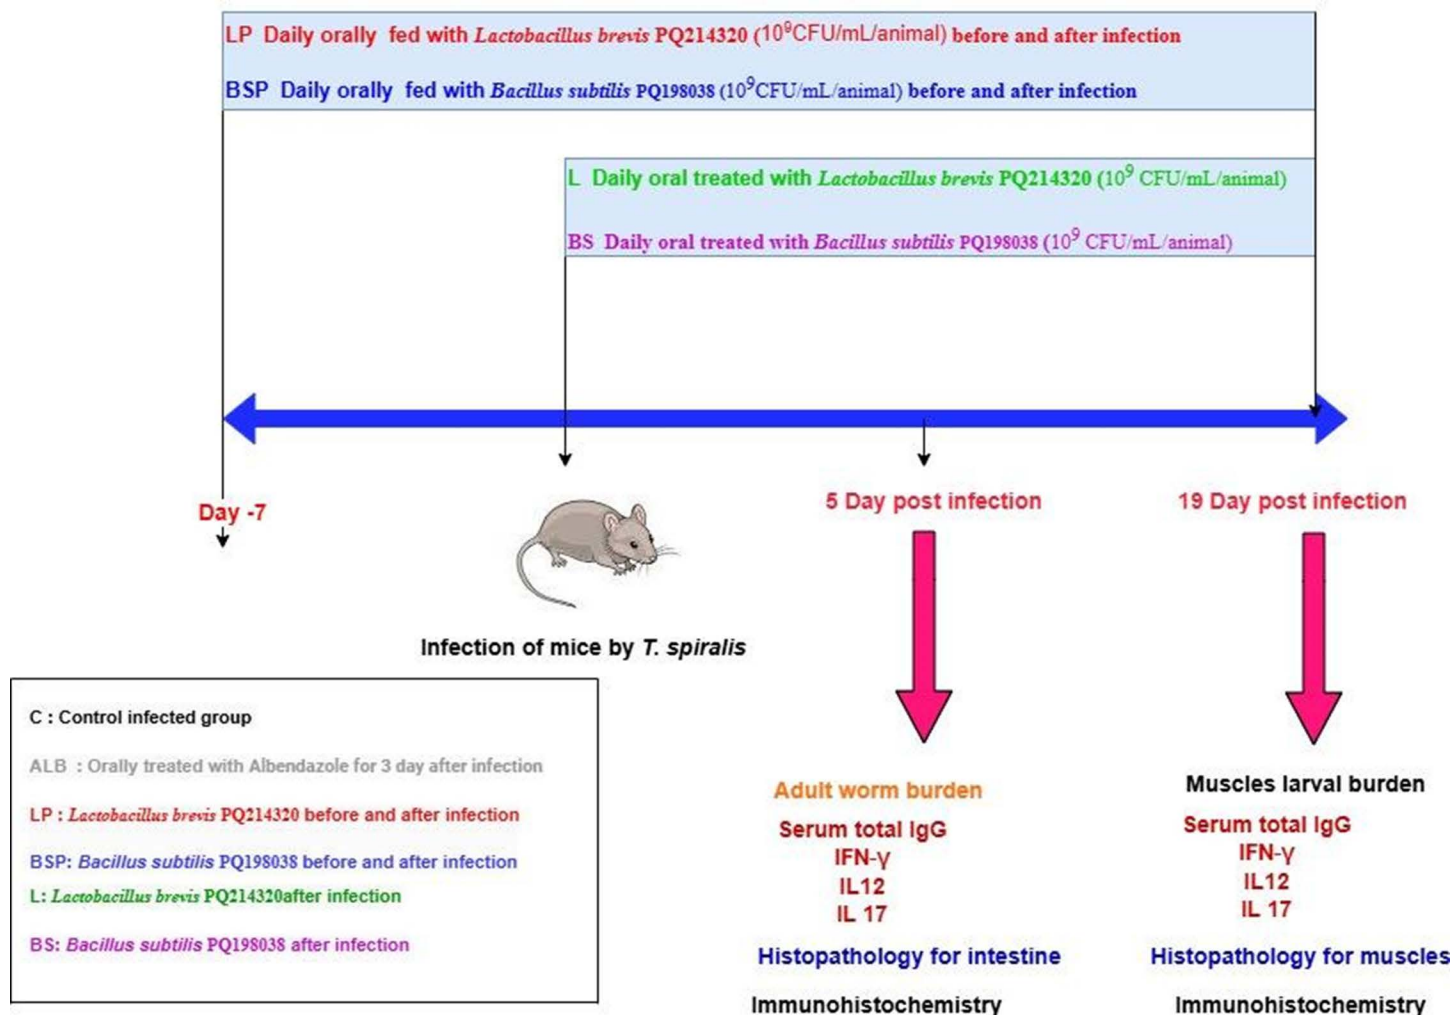 LP Daily orally fed with Lactobacillus brevis PQ214320 (10⁹CFU/mL/animal) before and after infection
BSP Daily orally fed with Bacillus subtilis PQ198038 (10⁹CFU/mL/animal) before and after infection
L Daily oral treated with Lactobacillus brevis PQ214320 (10⁹ CFU/mL/animal)
BS Daily oral treated with Bacillus subtilis PQ198038 (10⁹ CFU/mL/animal)
Day -7
Infection of mice by T. spiralis
5 Day post infection
19 Day post infection
C : Control infected group
ALB : Orally treated with Albendazole for 3 day after infection
LP : Lactobacillus brevis PQ214320 before and after infection
BSP: Bacillus subtilis PQ198038 before and after infection
L: Lactobacillus brevis PQ214320after infection
BS: Bacillus subtilis PQ198038 after infection
Adult worm burden
Serum total IgG
IFN-γ
IL12
IL 17
Histopathology for intestine
Immunohistochemistry
Muscles larval burden
Serum total IgG
IFN-γ
IL12
IL 17
Histopathology for muscles
Immunohistochemistry